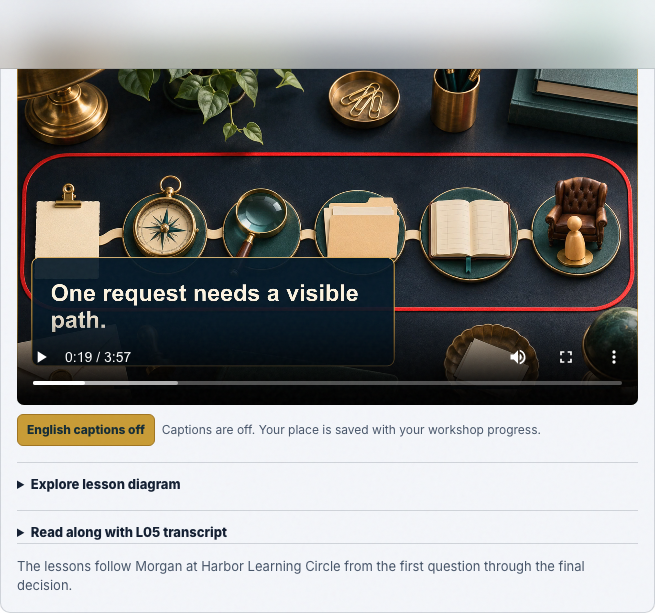 One request needs a visible
path.
0:19 / 3:57
English captions off
Captions are off. Your place is saved with your workshop progress.
Explore lesson diagram
Read along with L05 transcript
The lessons follow Morgan at Harbor Learning Circle from the first question through the final
decision.